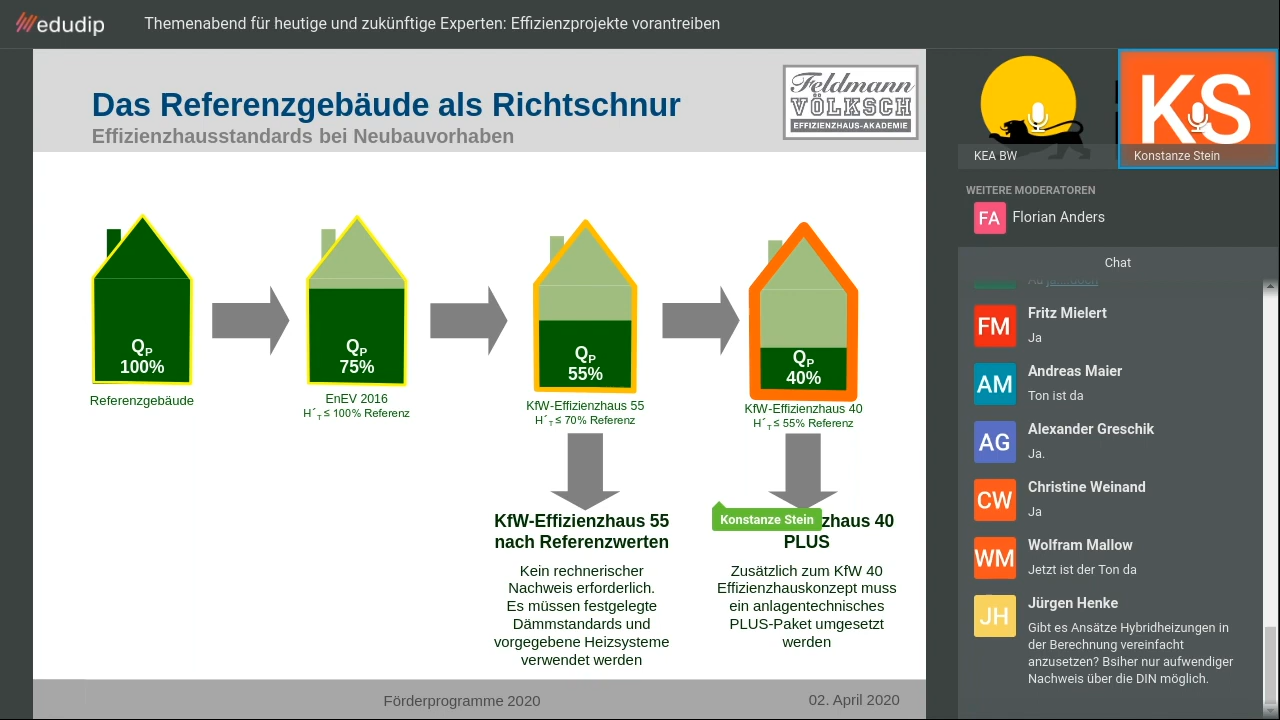 edudip
Themenabend für heutige und zukünftige Experten: Effizienzprojekte vorantreiben
Das Referenzgebäude als Richtschnur
Effizienzhausstandards bei Neubauvorhaben
Feldmann
VÖLKSCH
EFFIZIENZHAUS-AKADEMIE
QP
100%
Referenzgebäude
QP
75%
EnEV 2016
H´T ≤ 100% Referenz
QP
55%
KfW-Effizienzhaus 55
H´T ≤ 70% Referenz
QP
40%
KfW-Effizienzhaus 40
H´T ≤ 55% Referenz
KfW-Effizienzhaus 55
nach Referenzwerten
Kein rechnerischer
Nachweis erforderlich.
Es müssen festgelegte
Dämmstandards und
vorgegebene Heizsysteme
verwendet werden
Konstanze Stein
zhaus 40
PLUS
Zusätzlich zum KfW 40
Effizienzhauskonzept muss
ein anlagentechnisches
PLUS-Paket umgesetzt
werden
Förderprogramme 2020
02. April 2020
KEA BW
KS
Konstanze Stein
WEITERE MODERATOREN
FA
Florian Anders
Chat
FM
Fritz Mielert
Ja
AM
Andreas Maier
Ton ist da
AG
Alexander Greschik
Ja.
CW
Christine Weinand
Ja
WM
Wolfram Mallow
Jetzt ist der Ton da
JH
Jürgen Henke
Gibt es Ansätze Hybridheizungen in
der Berechnung vereinfacht
anzusetzen? Bsiher nur aufwendiger
Nachweis über die DIN möglich.